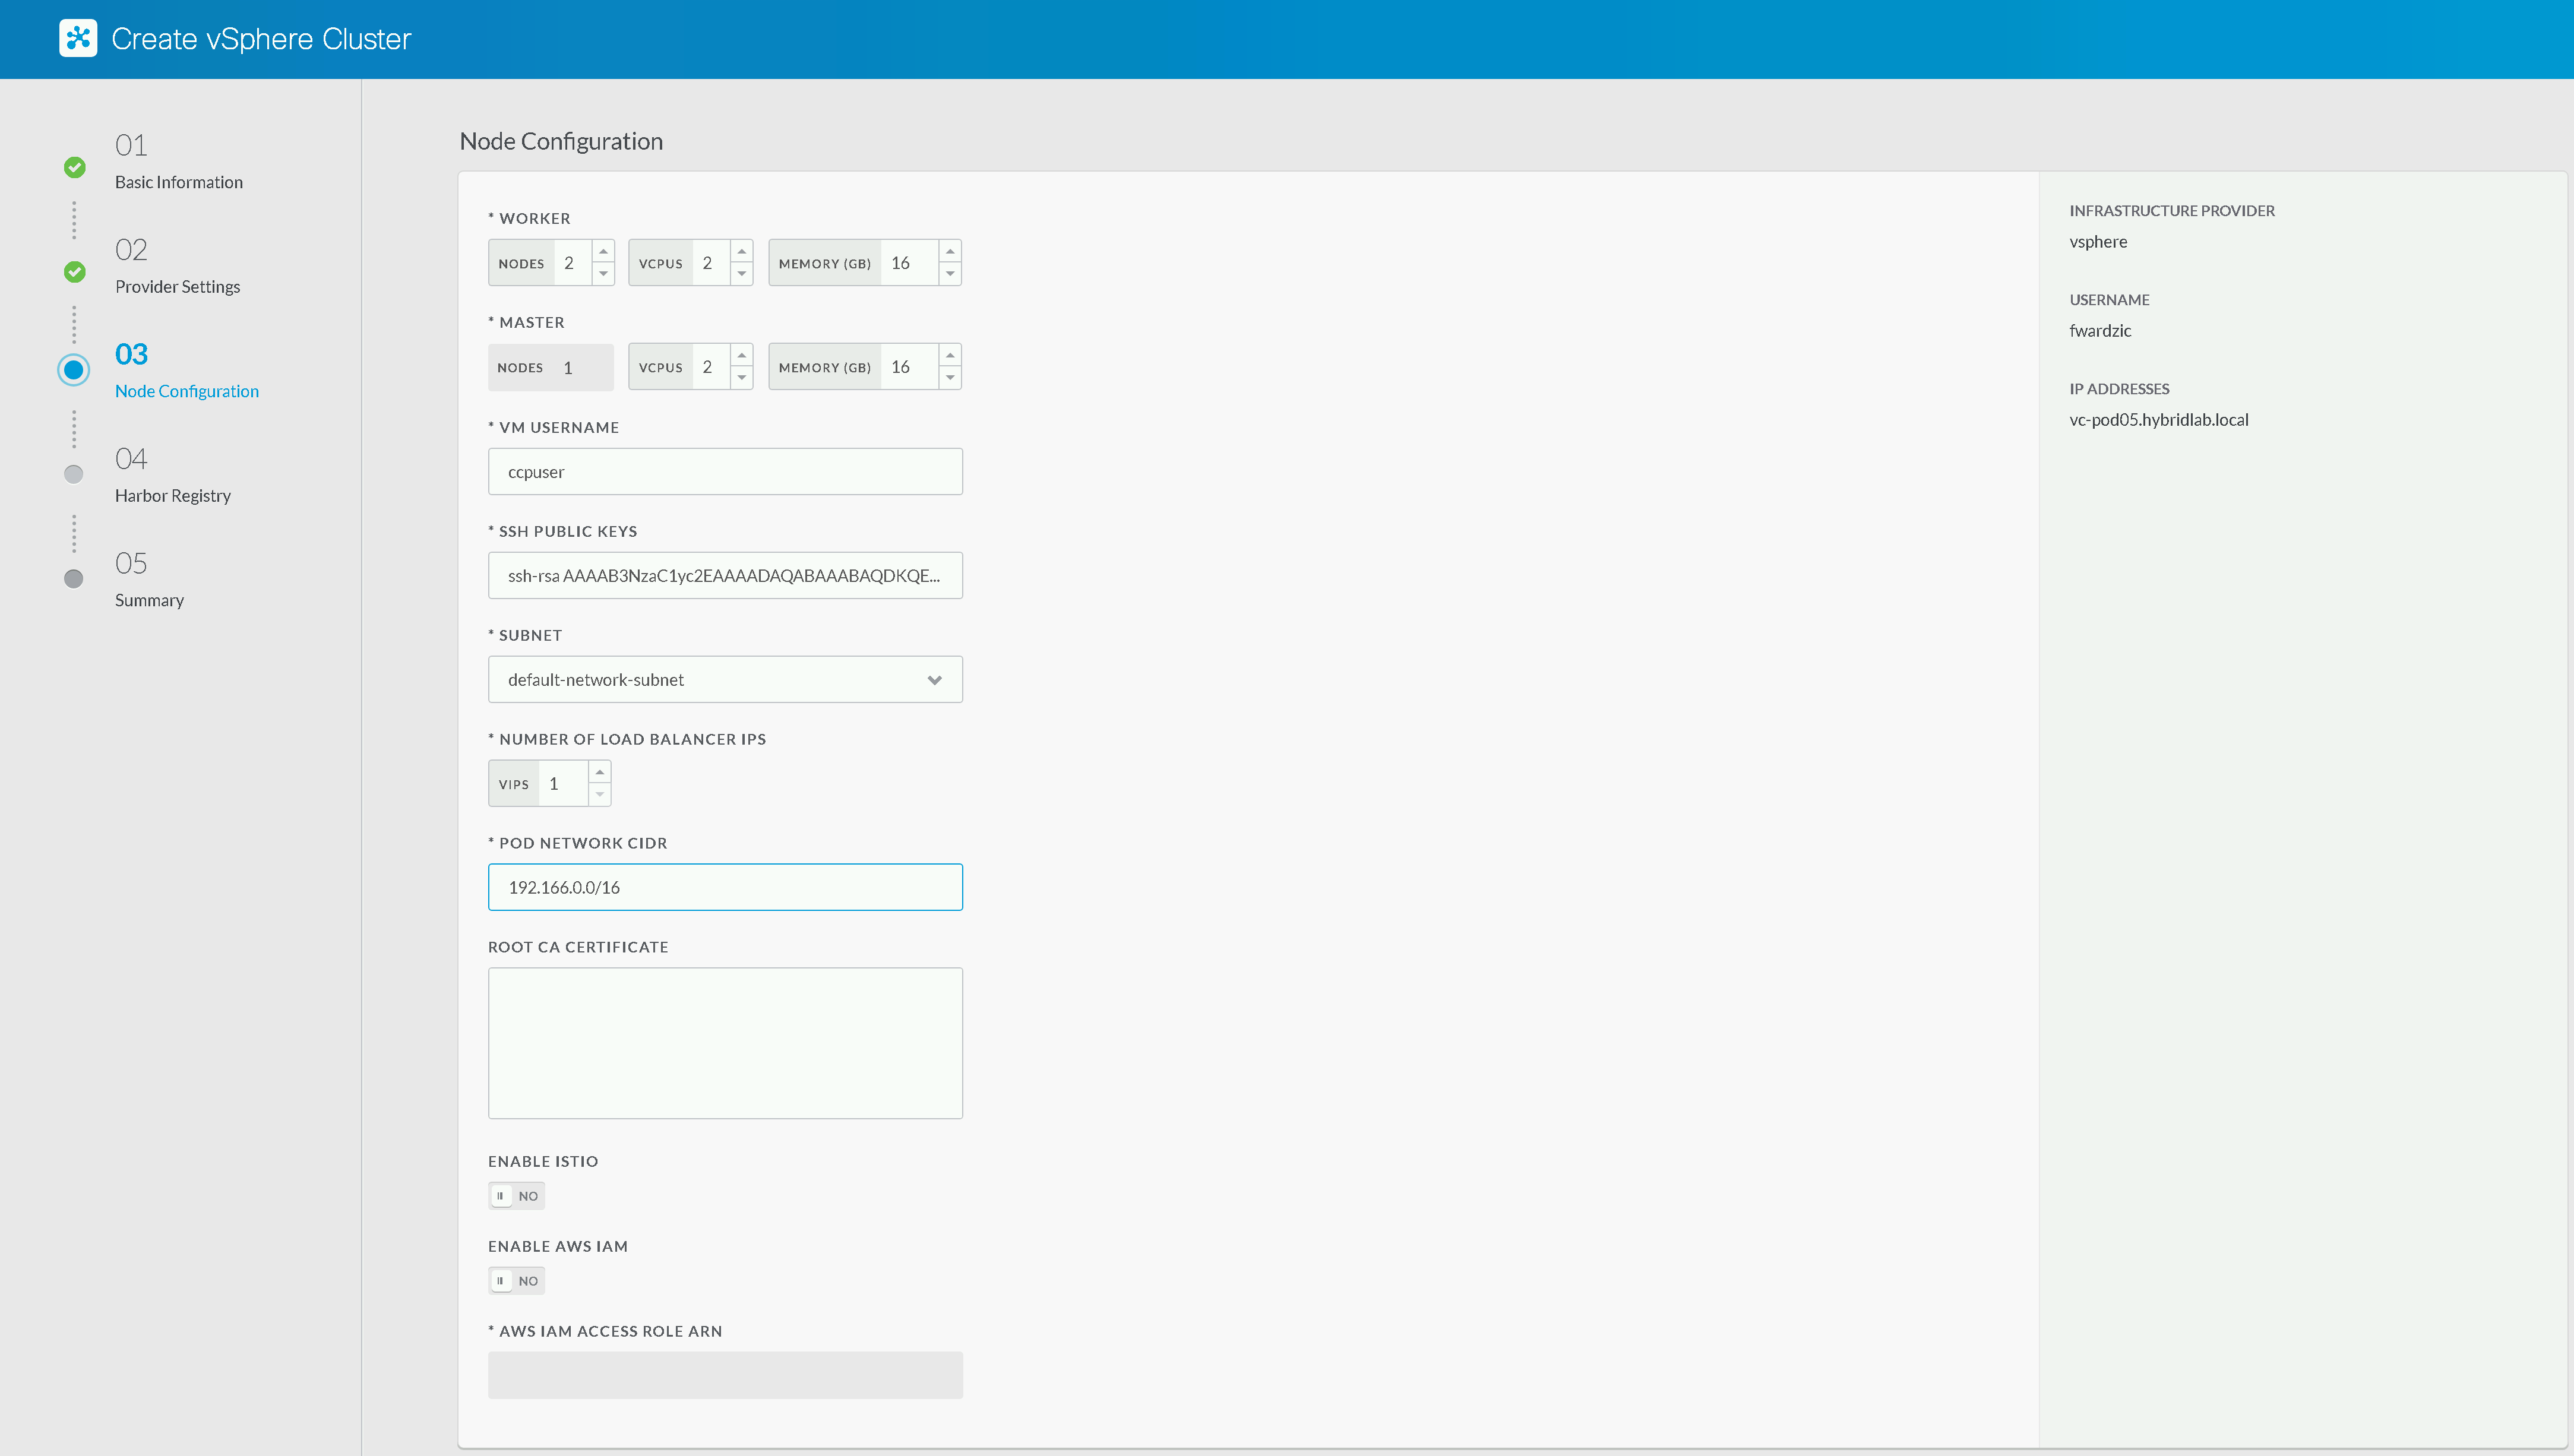 Create vSphere Cluster
01
Basic Information
02
Provider Settings
03
Node Configuration
04
Harbor Registry
05
Summary
Node Configuration
* WORKER
NODES 2 VCPUS 2 MEMORY (GB) 16
* MASTER
NODES 1 VCPUS 2 MEMORY (GB) 16
* VM USERNAME
ccpuser
* SSH PUBLIC KEYS
ssh-rsa AAAAB3NzaC1yc2EAAAADAQABAAABAQDKQE...
* SUBNET
default-network-subnet
* NUMBER OF LOAD BALANCER IPS
VIPS 1
* POD NETWORK CIDR
192.166.0.0/16
ROOT CA CERTIFICATE
ENABLE ISTIO
NO
ENABLE AWS IAM
NO
* AWS IAM ACCESS ROLE ARN
INFRASTRUCTURE PROVIDER
vsphere
USERNAME
fwardzic
IP ADDRESSES
vc-pod05.hybridlab.local